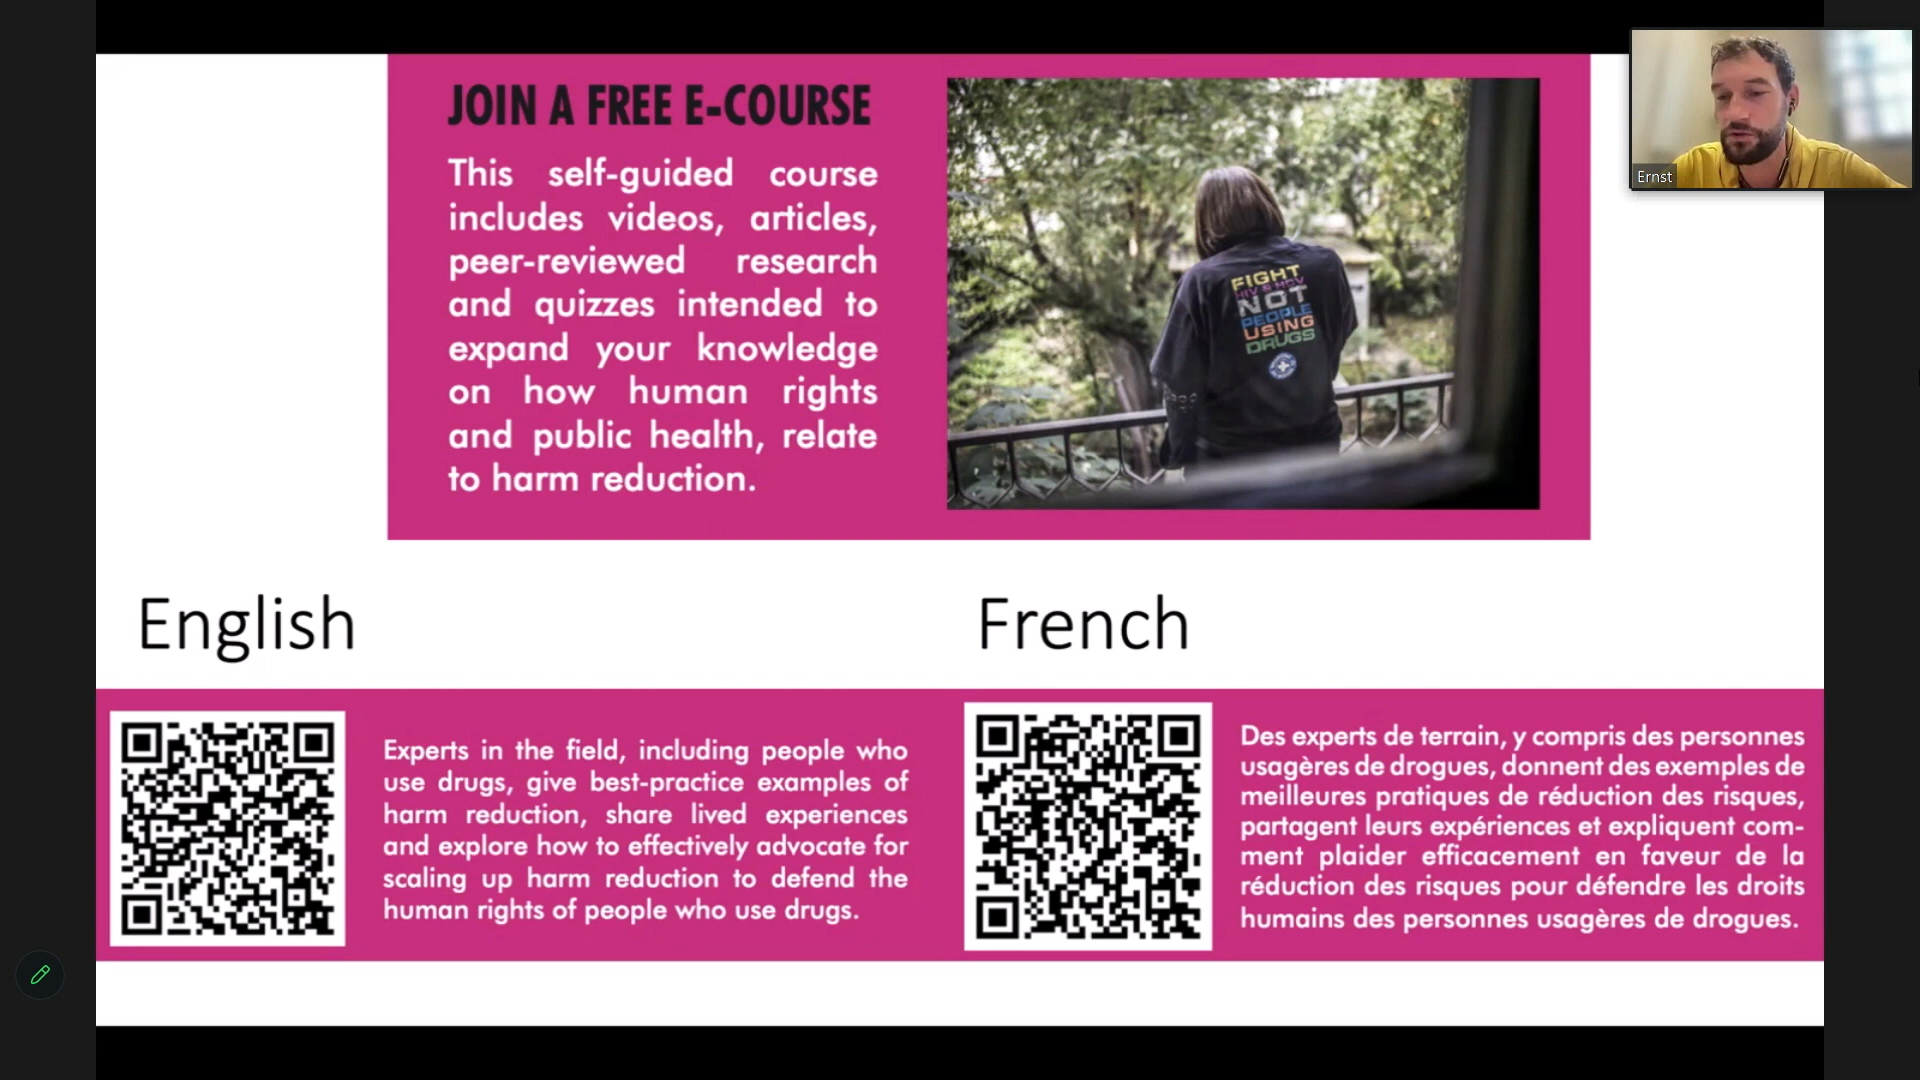 JOIN A FREE E-COURSE
This self-guided course
includes videos, articles,
peer-reviewed research
and quizzes intended to
expand your knowledge
on how human rights
and public health, relate
to harm reduction.
FIGHT
HIV & HCV
NOT
PEOPLE
USING
DRUGS
Ernst
English
French
Experts in the field, including people who
use drugs, give best-practice examples of
harm reduction, share lived experiences
and explore how to effectively advocate for
scaling up harm reduction to defend the
human rights of people who use drugs.
Des experts de terrain, y compris des personnes
usagères de drogues, donnent des exemples de
meilleures pratiques de réduction des risques,
partagent leurs expériences et expliquent com-
ment plaider efficacement en faveur de la
réduction des risques pour défendre les droits
humains des personnes usagères de drogues.